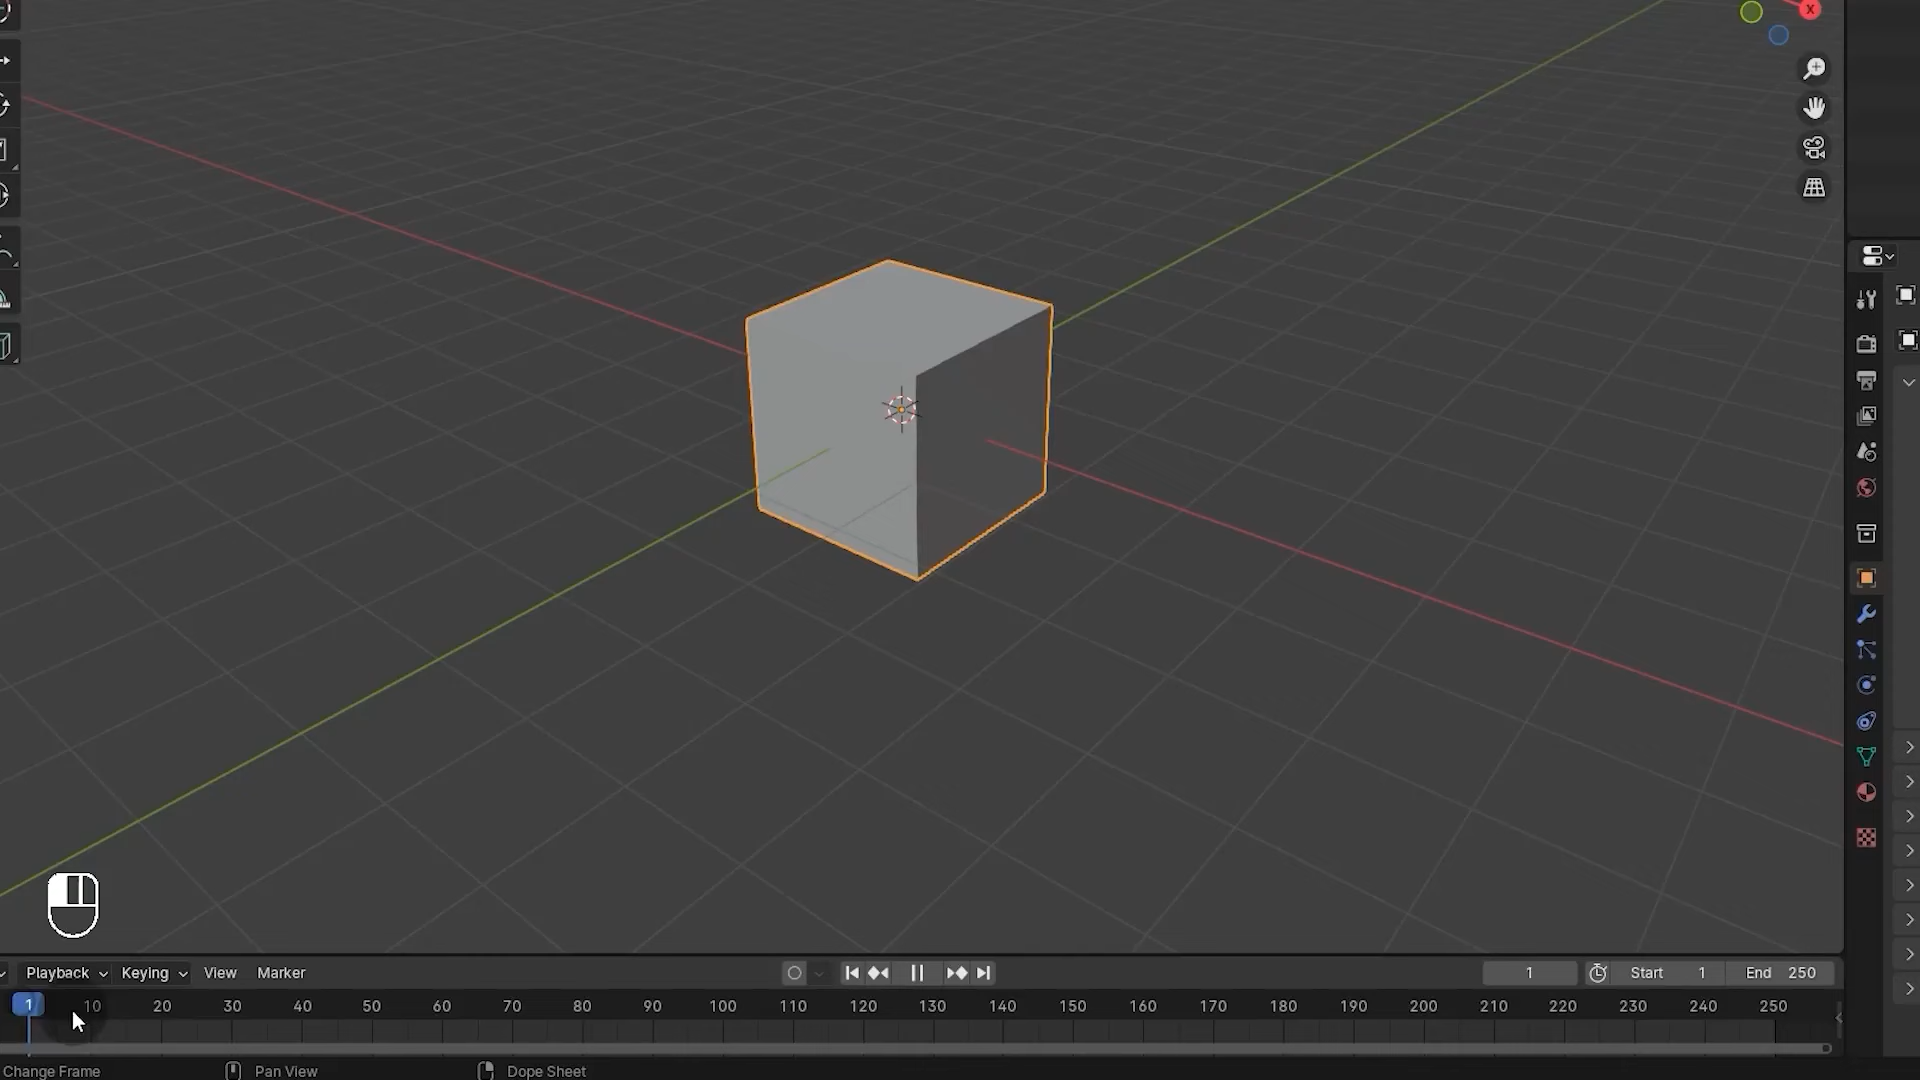 X
Playback Keying View Marker 1 Start 1 End 250
1 10 20 30 40 50 60 70 80 90 100 110 120 130 140 150 160 170 180 190 200 210 220 230 240 250
Change Frame Pan View Dope Sheet